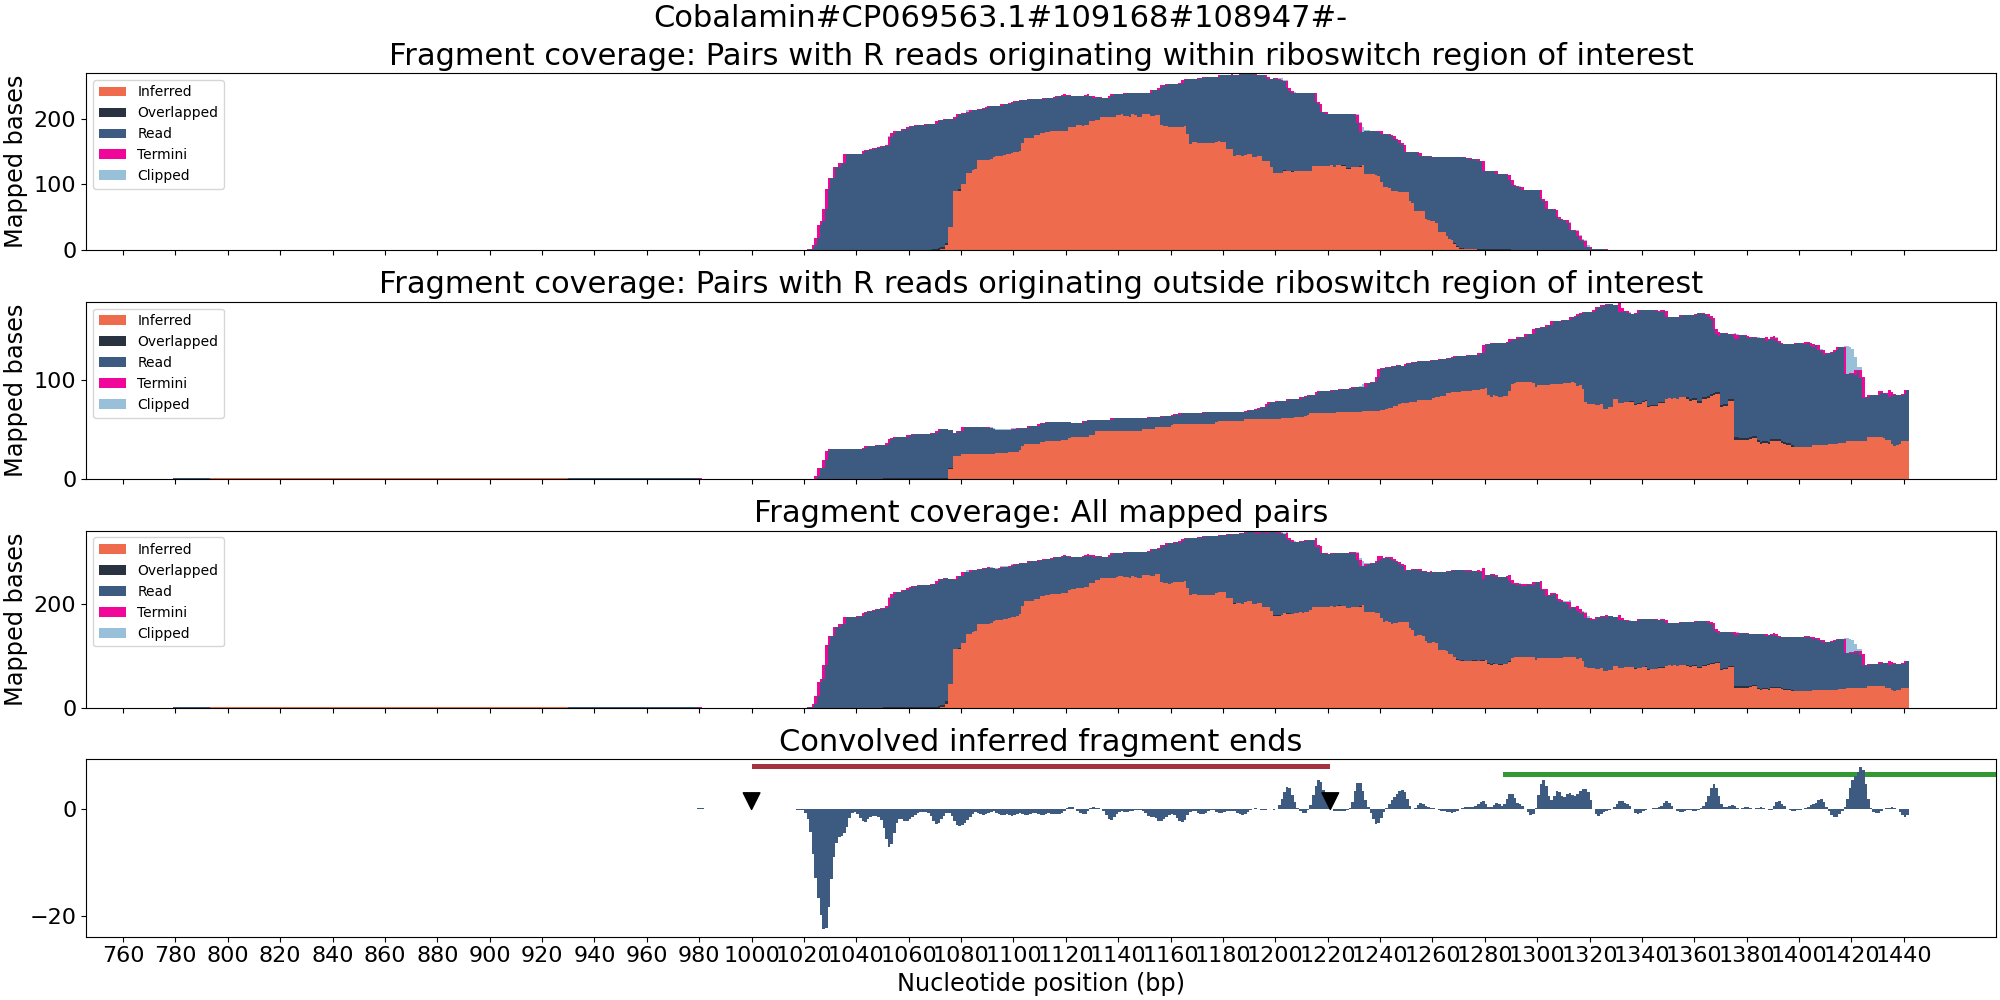 Cobalamin#CP069563.1#109168#108947#-
Fragment coverage: Pairs with R reads originating within riboswitch region of interest
Mapped bases
200
100
0
Inferred
Overlapped
Read
Termini
Clipped
Fragment coverage: Pairs with R reads originating outside riboswitch region of interest
Mapped bases
100
0
Inferred
Overlapped
Read
Termini
Clipped
Fragment coverage: All mapped pairs
Mapped bases
200
0
Inferred
Overlapped
Read
Termini
Clipped
Convolved inferred fragment ends
0
−20
760 780 800 820 840 860 880 900 920 940 960 980 1000 1020 1040 1060 1080 1100 1120 1140 1160 1180 1200 1220 1240 1260 1280 1300 1320 1340 1360 1380 1400 1420 1440
Nucleotide position (bp)